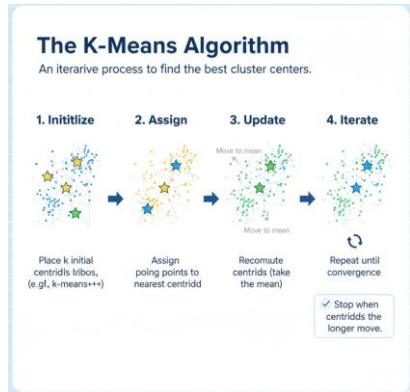 The K-Means Algorithm
An iterarive process to find the best cluster centers.
1. Inititlize
2. Assign
3. Update
4. Iterate
Move to mean
Move to mean
Place k initial
centridls tribos,
(e.g!, k-means+++)
Assign
poing points to
nearest centridd
Recomute
centrids (take
the mean)
Repeat until
convergence
Stop when
centridds the
longer move.